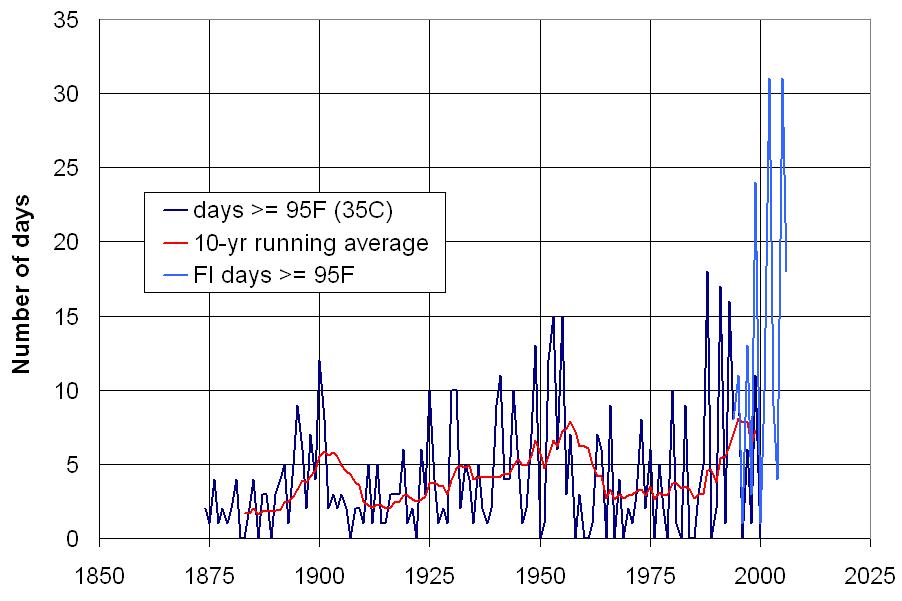 35
30
25
20
15
10
5
0
Number of days
days >= 95F (35C)
10-yr running average
FI days >= 95F
1850 1875 1900 1925 1950 1975 2000 2025